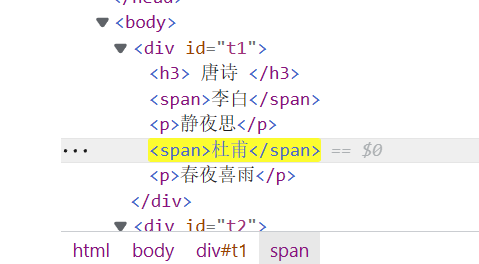 </head>
▼ <body>
▼ <div id="t1">
<h3> 唐诗 </h3>
<span>李白</span>
<p>静夜思</p>
··· <span>杜甫</span> == $0
<p>春夜喜雨</p>
</div>
▼ <div id="t2">
html body div#t1 span